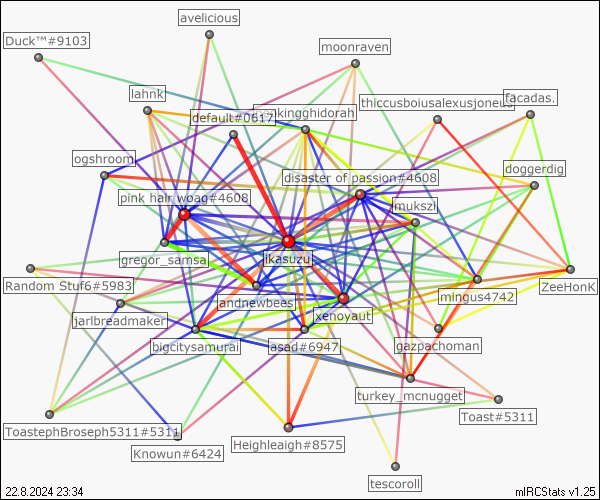 avelicious
Duck™#9103
moonraven
lahnk
thiccusboiusalexusjoneus
facadas.
default#0617
kingghidorah
ogshroom
doggerdig
disaster of passion#4608
pink hair woag#4608
mukszi
gregor_samsa
ikasuzu
Random Stuf6#5983
ZeeHonK
mingus4742
andnewbees
jarlbreadmaker
xenoyaut
gazpachoman
bigcitysamurai
asad#6947
turkey_mcnugget
Toast#5311
ToastephBroseph5311#5311
Heighleaigh#8575
Knowun#6424
tescoroll
22.8.2024 23:34
mIRCStats v1.25